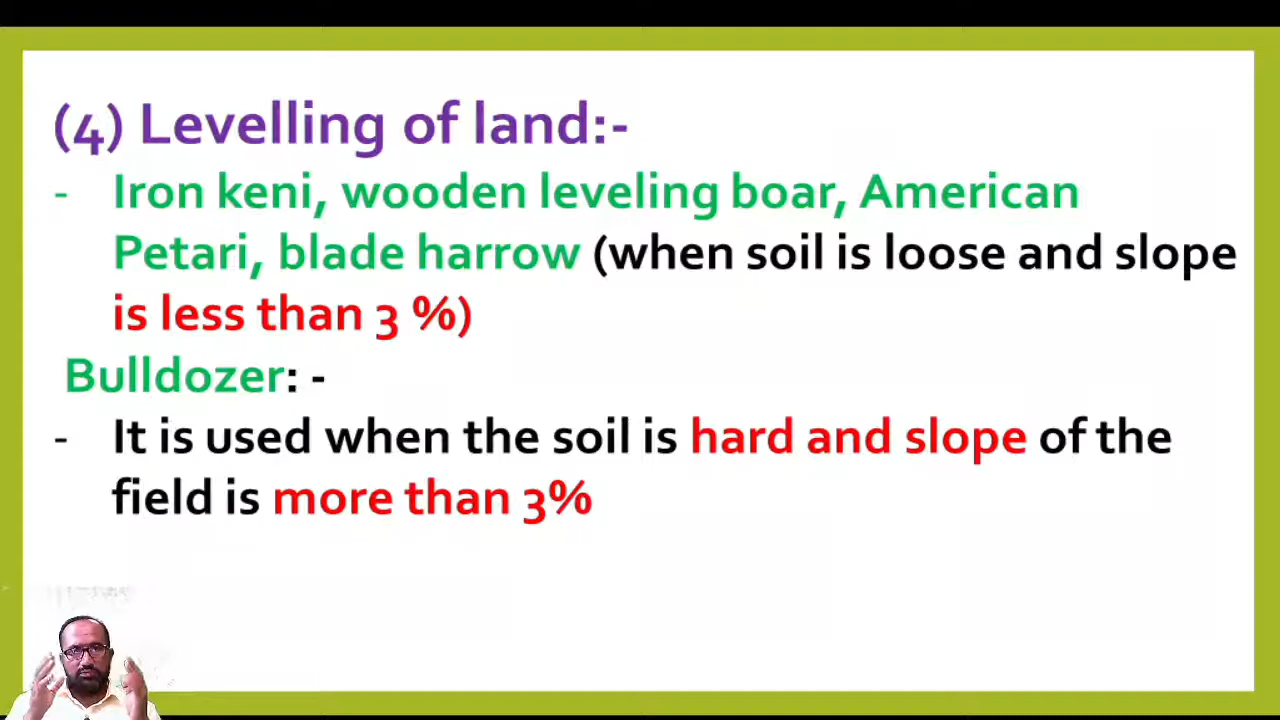 (4) Levelling of land:-
- Iron keni, wooden leveling boar, American
Petari, blade harrow (when soil is loose and slope
is less than 3 %)
Bulldozer: -
- It is used when the soil is hard and slope of the
field is more than 3%